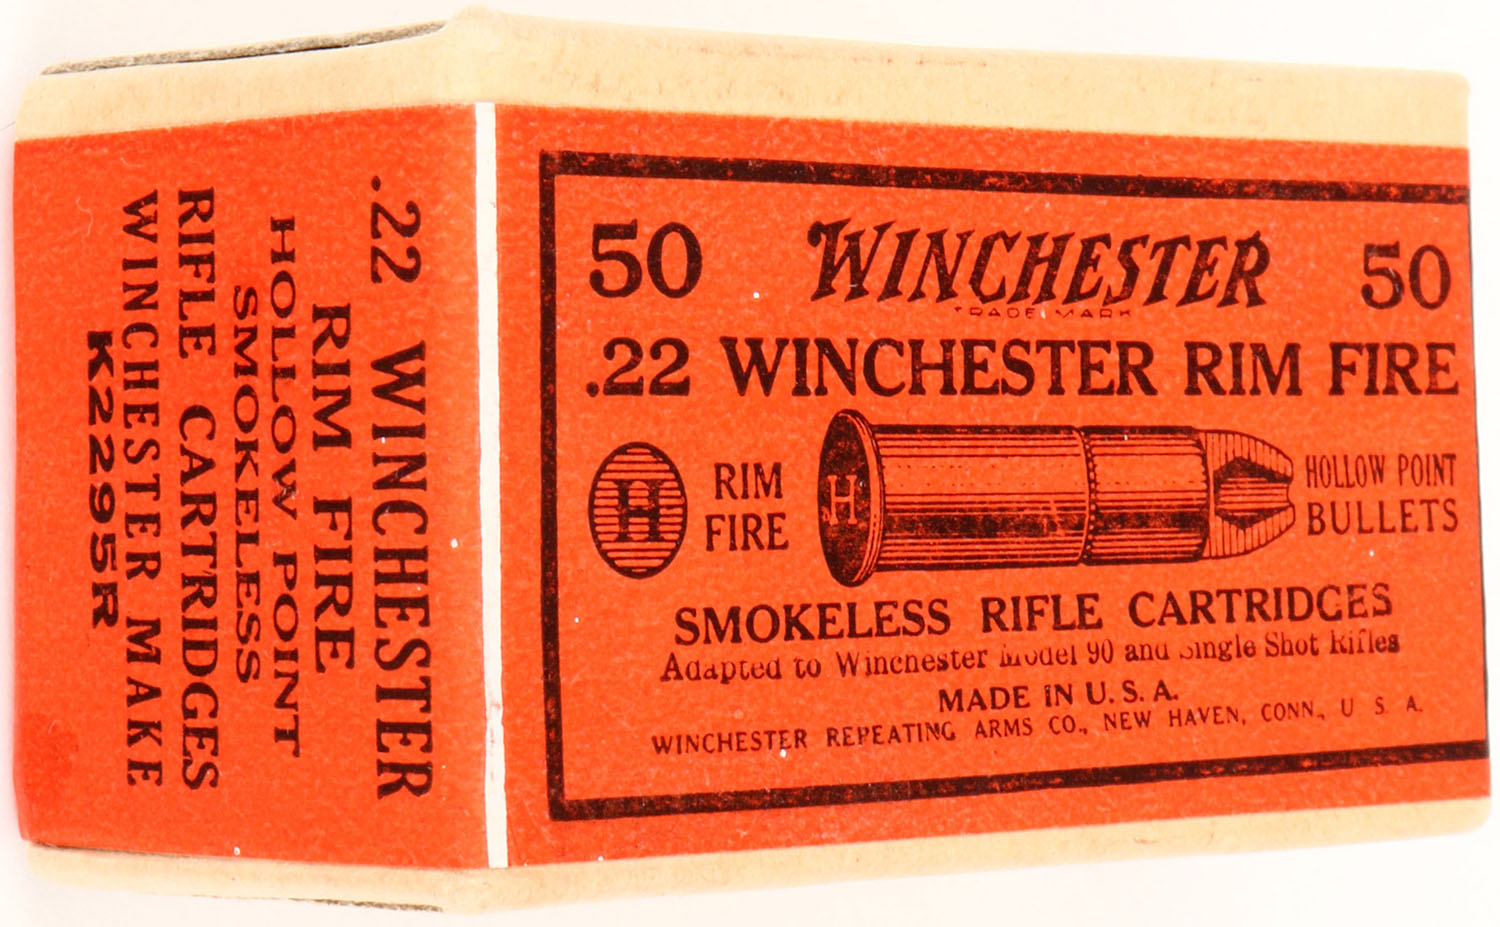 50 WINCHESTER 50
TRADE MARK
.22 WINCHESTER RIM FIRE
H
RIM
FIRE
H
HOLLOW POINT
BULLETS
SMOKELESS RIFLE CARTRIDGES
Adapted to Winchester Model 90 and Single Shot Rifles
MADE IN U.S.A.
WINCHESTER REPEATING ARMS CO., NEW HAVEN, CONN., U S. A.
.22 WINCHESTER
RIM FIRE
HOLLOW POINT
SMOKELESS
RIFLE CARTRIDGES
WINCHESTER MAKE
K2295R